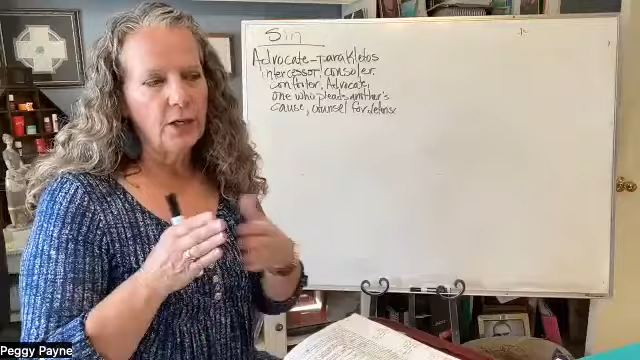 Sin
Advocate - parakletos
intercessor, consoler,
comforter, Advocate,
one who pleads another's
cause, counsel for defense
Peggy Payne